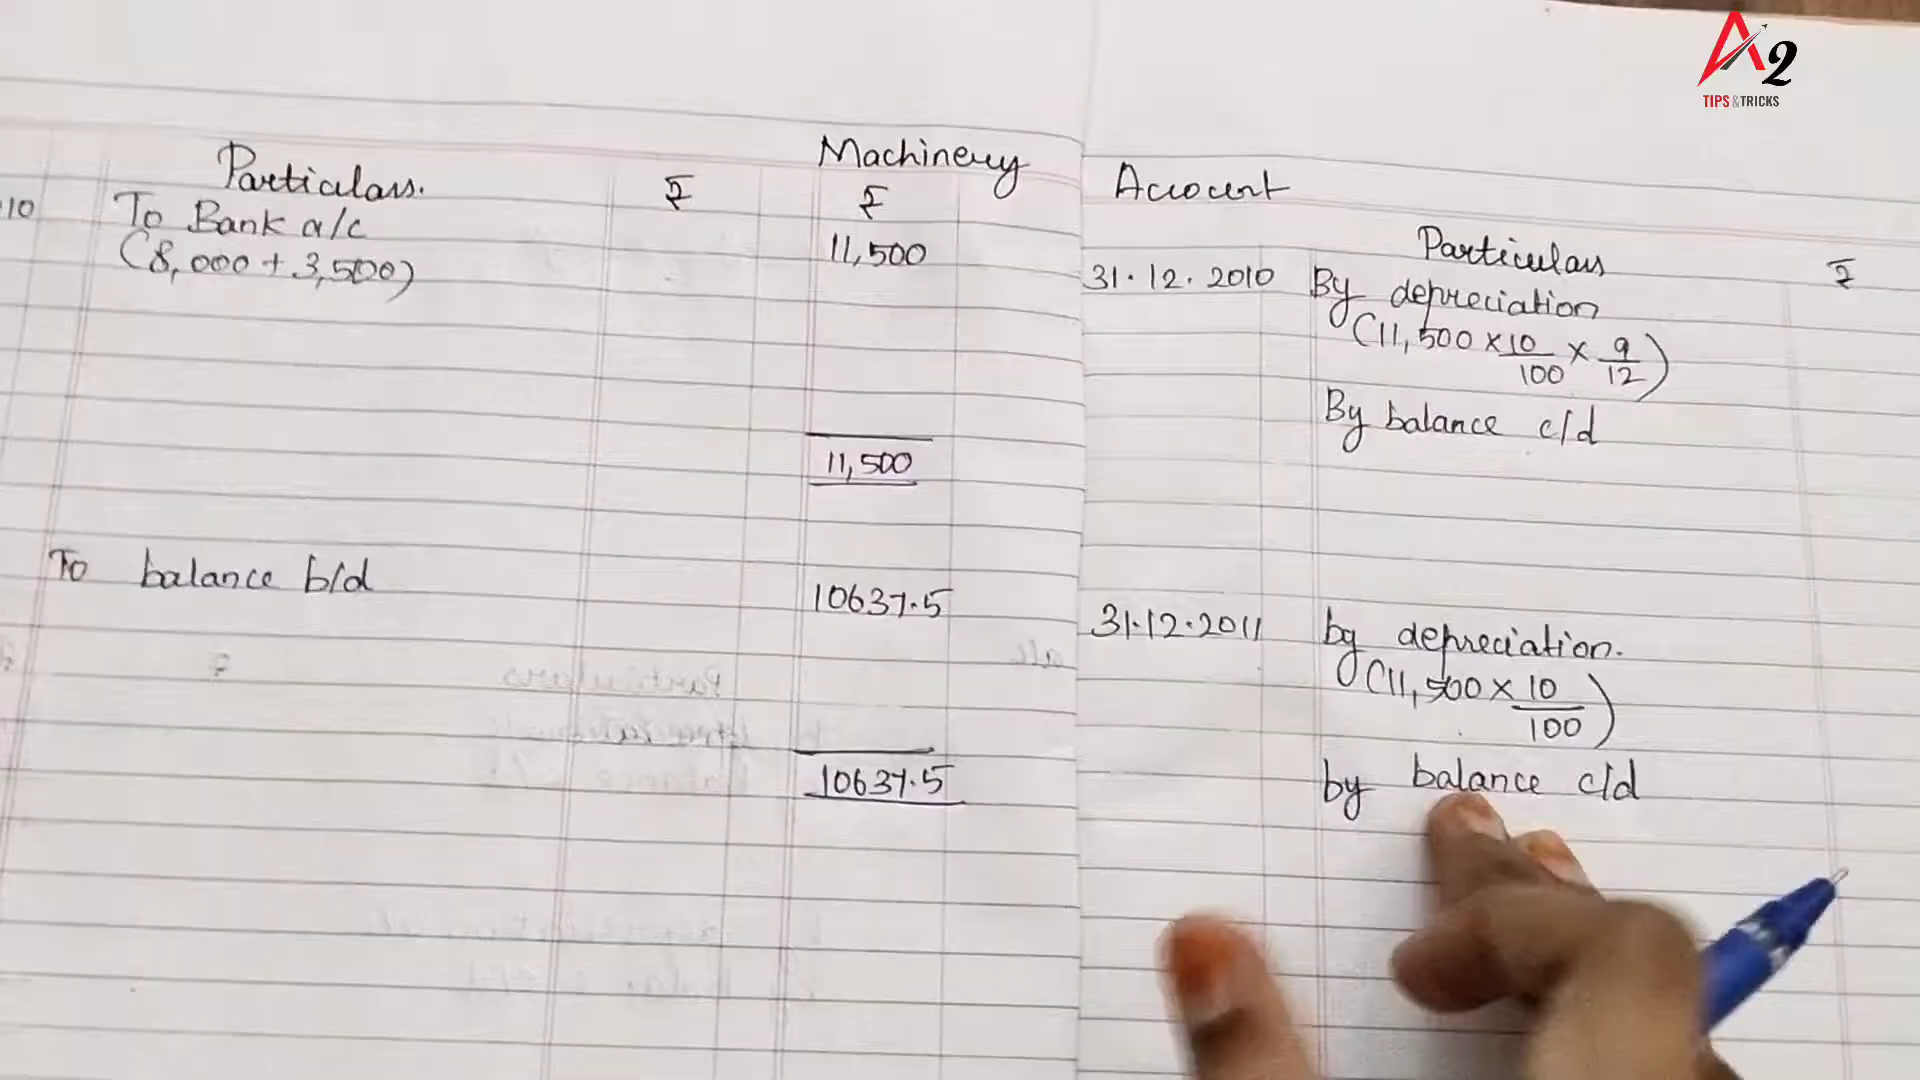 A2
TIPS & TRICKS
Machinery Account
Particulars. ₹ ₹
10 To Bank a/c 11,500
(8,000 + 3,500)
11,500
To balance b/d 10637.5
10637.5
Particulars ₹
31.12.2010 By depreciation
(11,500 × 10/100 × 9/12)
By balance c/d
31.12.2011 by depreciation.
(11,500 × 10/100)
by balance c/d